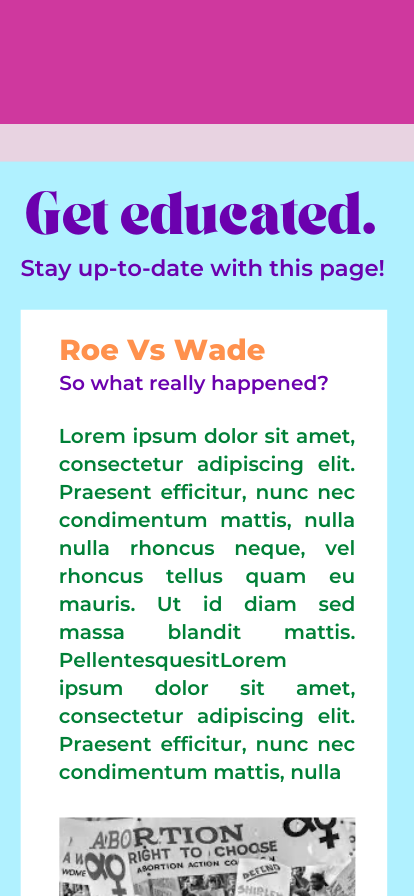 Get educated.
Stay up-to-date with this page!
Roe Vs Wade
So what really happened?
Lorem ipsum dolor sit amet,
consectetur adipiscing elit.
Praesent efficitur, nunc nec
condimentum mattis, nulla
nulla rhoncus neque, vel
rhoncus tellus quam eu
mauris. Ut id diam sed
massa blandit mattis.
PellentesquesitLorem
ipsum dolor sit amet,
consectetur adipiscing elit.
Praesent efficitur, nunc nec
condimentum mattis, nulla
ABORTION
RIGHT TO CHOOSE
ABORTION ACTION
DEFEND
SHIRLEY